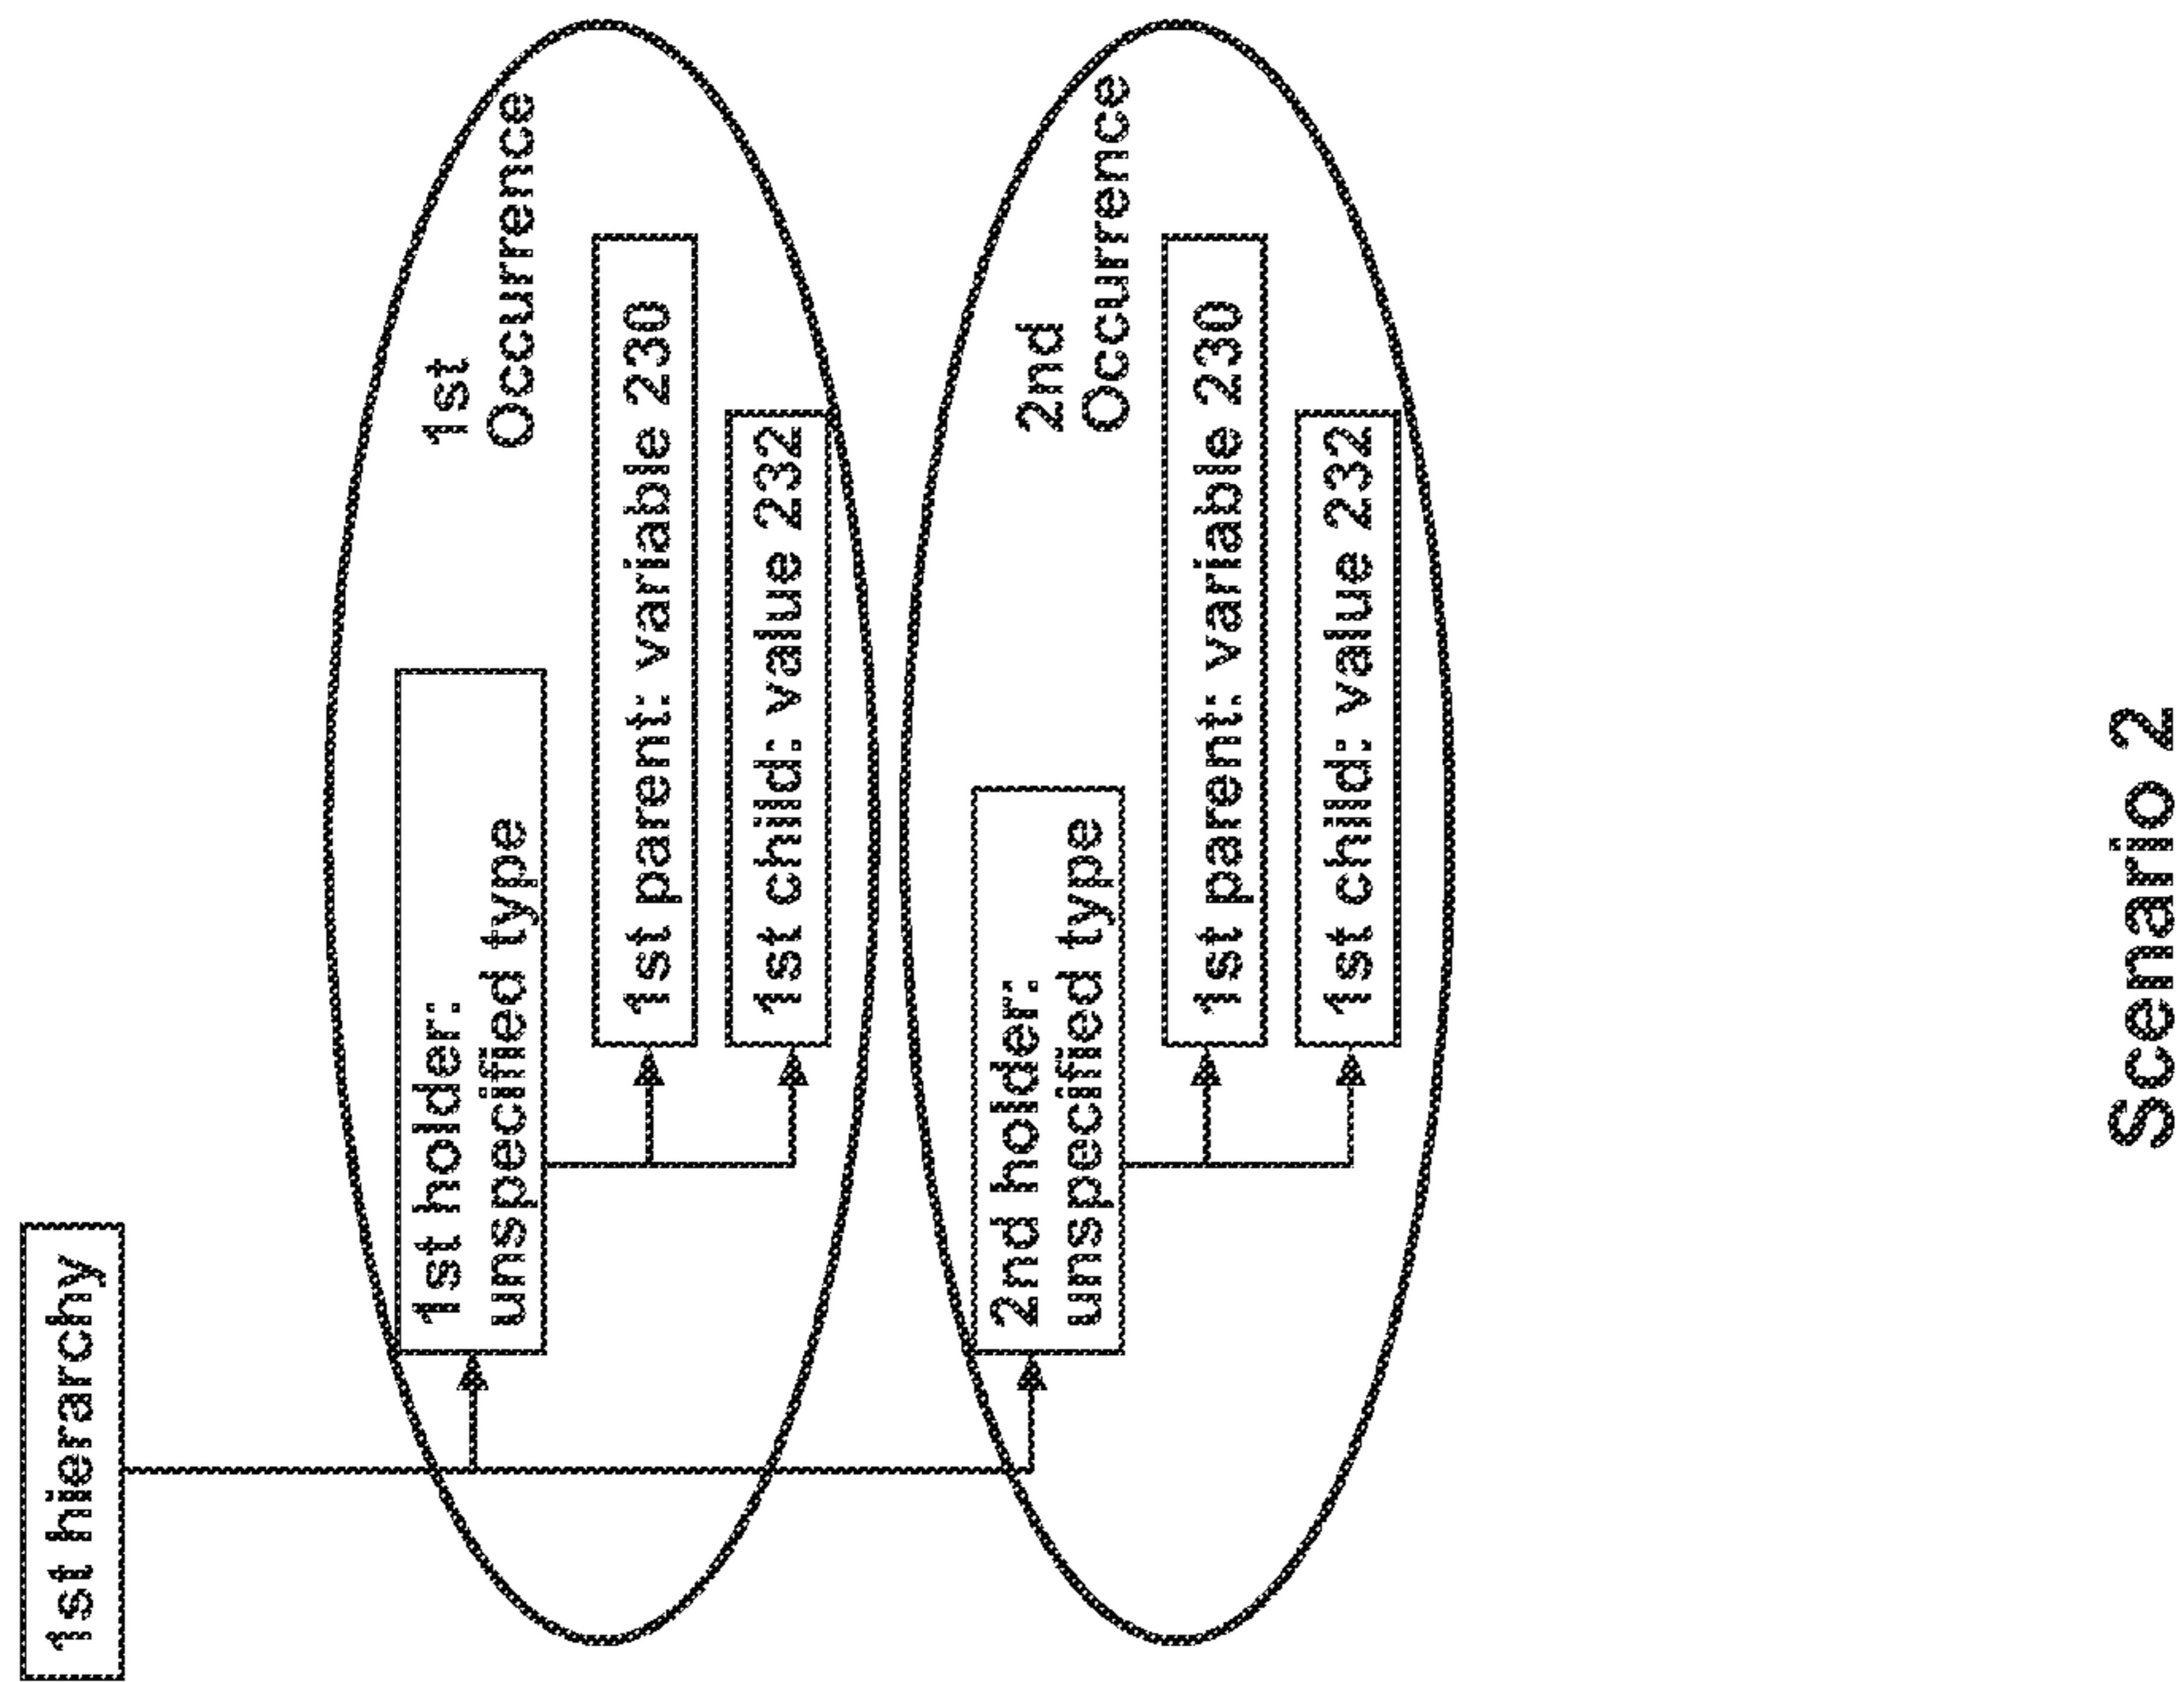 1st hierarchy
1st holder:
unspecified type
1st
Occurrence
1st parent: variable 230
1st child: value 232
2nd holder:
unspecified type
2nd
Occurrence
1st parent: variable 230
1st child: value 232
Scenario 2